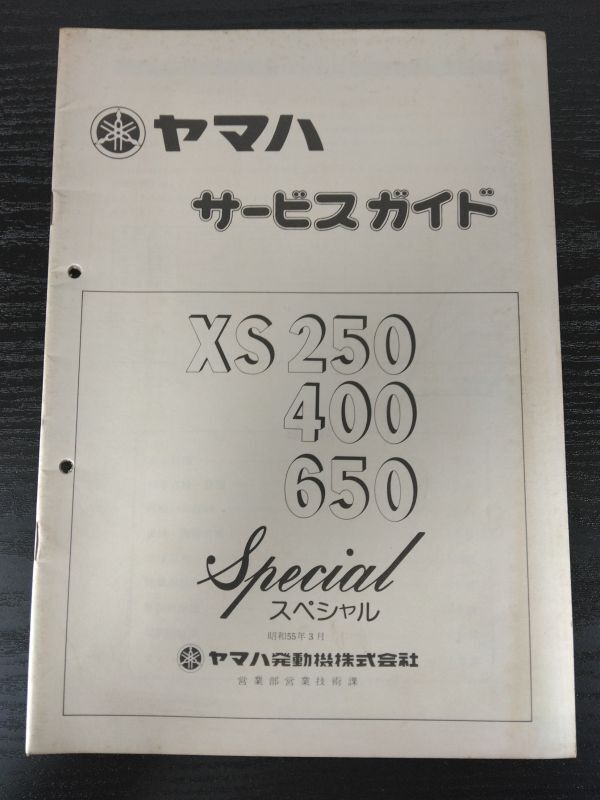 ヤマハ
サービスガイド
XS 250
400
650
Special
スペシャル
昭和55年3月
ヤマハ発動機株式会社
営業部営業技術課